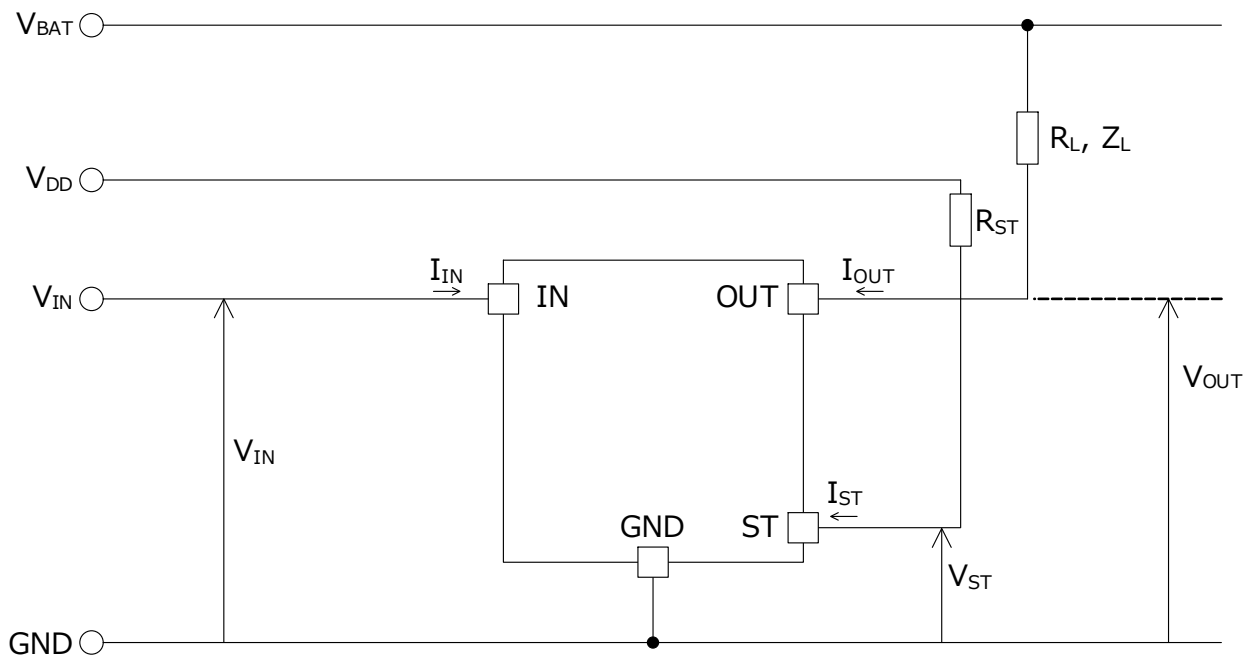 VBAT
RL, ZL
VDD
RST
IIN
IOUT
VIN
IN
OUT
VOUT
VIN
IST
GND
ST
VST
GND